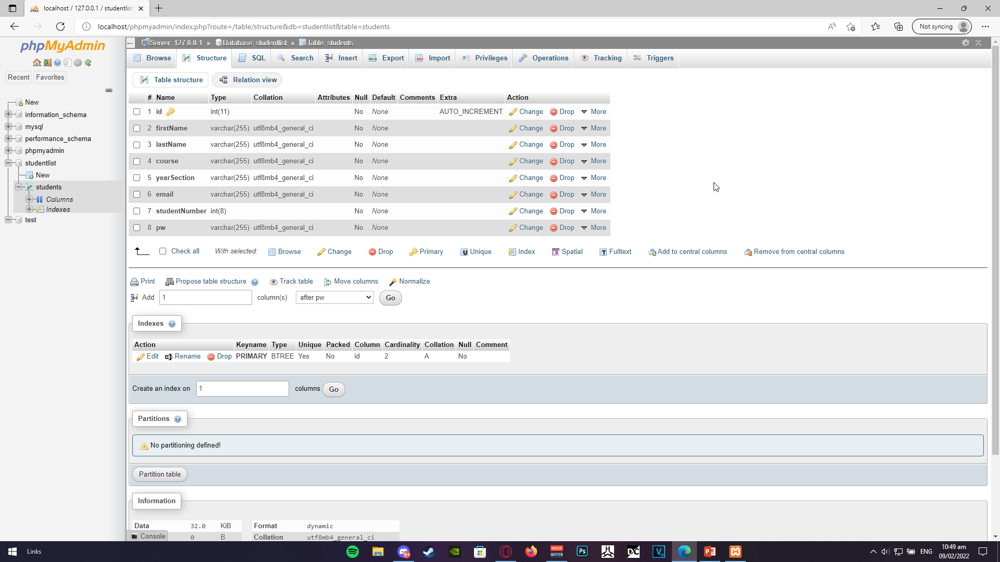 localhost / 127.0.0.1 / studentlist
localhost/phpmyadmin/index.php?route=/table/structure&db=studentlist&table=students
Not syncing
phpMyAdmin
Recent Favorites
New
information_schema
mysql
performance_schema
phpmyadmin
studentlist
New
students
Columns
Indexes
test
Server: 127.0.0.1 » Database: studentlist » Table: students
Browse Structure SQL Search Insert Export Import Privileges Operations Tracking Triggers
Table structure Relation view
# Name Type Collation Attributes Null Default Comments Extra Action
1 id int(11) No None AUTO_INCREMENT Change Drop More
2 firstName varchar(255) utf8mb4_general_ci No None Change Drop More
3 lastName varchar(255) utf8mb4_general_ci No None Change Drop More
4 course varchar(255) utf8mb4_general_ci No None Change Drop More
5 yearSection varchar(255) utf8mb4_general_ci No None Change Drop More
6 email varchar(255) utf8mb4_general_ci No None Change Drop More
7 studentNumber int(8) No None Change Drop More
8 pw varchar(255) utf8mb4_general_ci No None Change Drop More
Check all With selected: Browse Change Drop Primary Unique Index Spatial Fulltext Add to central columns Remove from central columns
Print Propose table structure Track table Move columns Normalize
Add 1 column(s) after pw Go
Indexes
Action Keyname Type Unique Packed Column Cardinality Collation Null Comment
Edit Rename Drop PRIMARY BTREE Yes No id 2 A No
Create an index on 1 columns Go
Partitions
No partitioning defined!
Partition table
Information
Data 32.0 KiB Format dynamic
Console 0 B Collation utf8mb4_general_ci
Links
9+
VOICE MEETER
Ps
DC
V
ENG
10:49 am
09/02/2022